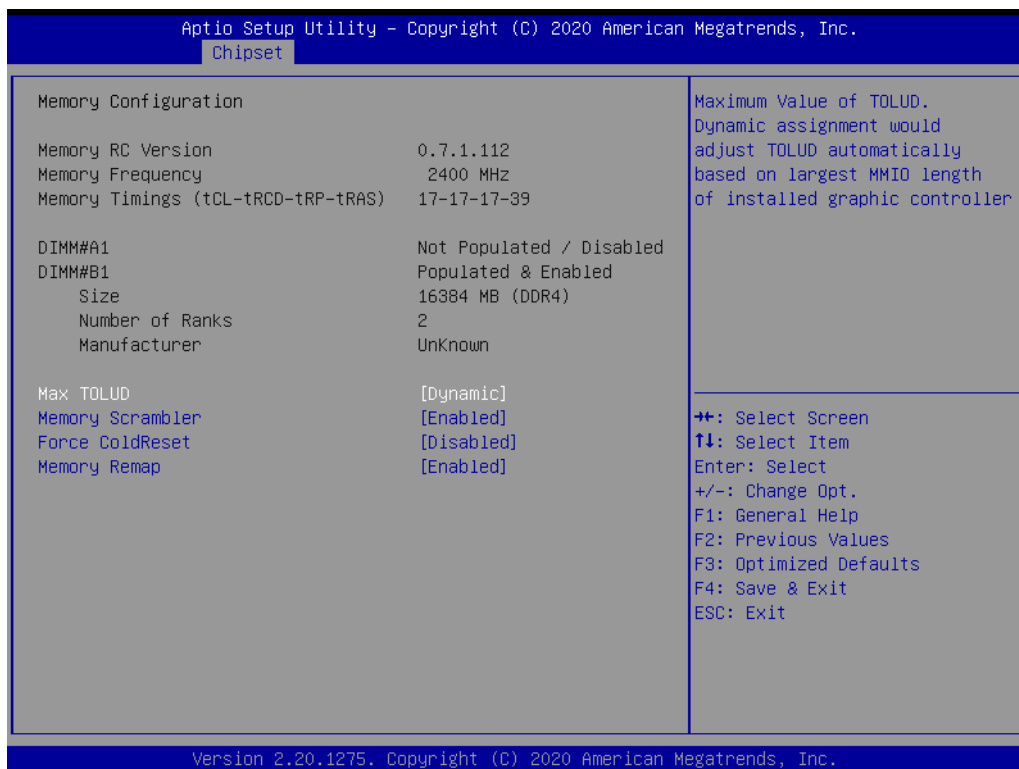 Aptio Setup Utility – Copyright (C) 2020 American Megatrends, Inc.
Chipset
Memory Configuration
Memory RC Version 0.7.1.112
Memory Frequency 2400 MHz
Memory Timings (tCL-tRCD-tRP-tRAS) 17-17-17-39
DIMM#A1 Not Populated / Disabled
DIMM#B1 Populated & Enabled
Size 16384 MB (DDR4)
Number of Ranks 2
Manufacturer UnKnown
Max TOLUD [Dynamic]
Memory Scrambler [Enabled]
Force ColdReset [Disabled]
Memory Remap [Enabled]
Maximum Value of TOLUD.
Dynamic assignment would
adjust TOLUD automatically
based on largest MMIO length
of installed graphic controller
→←: Select Screen
↑↓: Select Item
Enter: Select
+/-: Change Opt.
F1: General Help
F2: Previous Values
F3: Optimized Defaults
F4: Save & Exit
ESC: Exit
Version 2.20.1275. Copyright (C) 2020 American Megatrends, Inc.